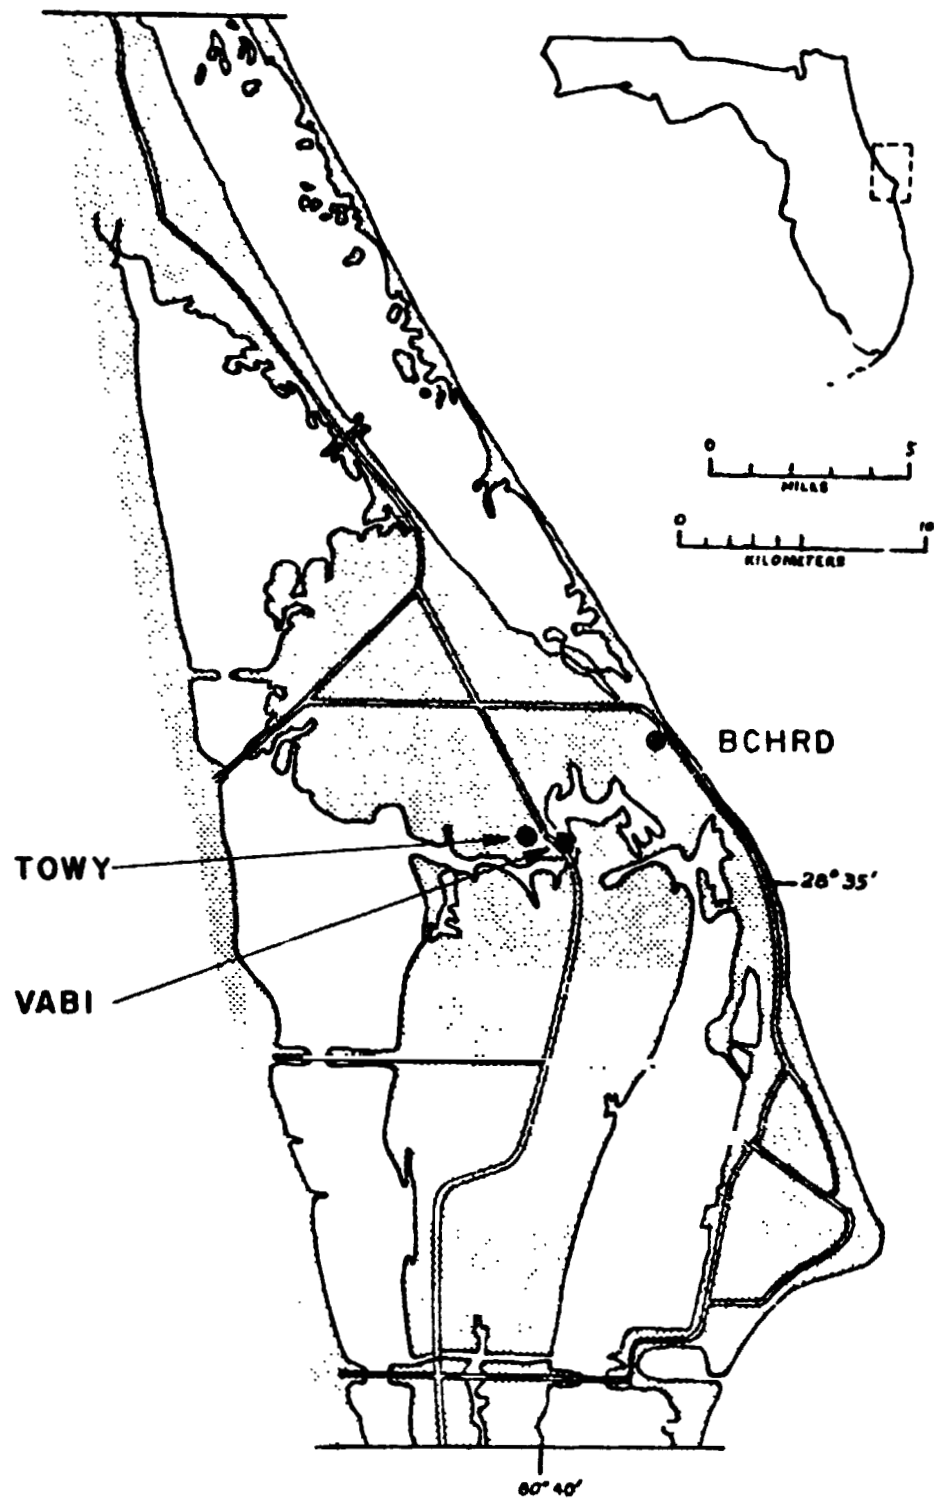 0 5
MILES
0 10
KILOMETERS
BCHRD
TOWY
28° 35'
VABI
80° 40'